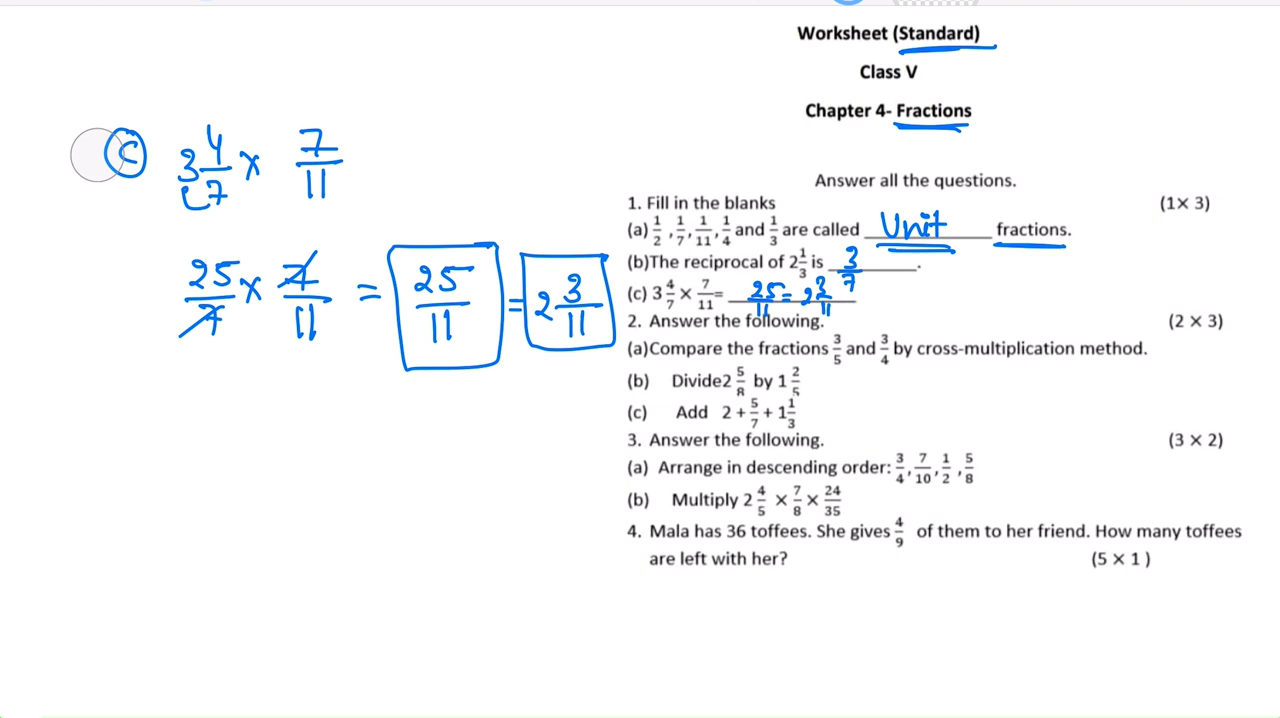 Worksheet (Standard)
Class V
Chapter 4- Fractions
Answer all the questions.
1. Fill in the blanks (1× 3)
(a) 1/2 , 1/7 , 1/11 , 1/4 and 1/3 are called Unit fractions.
(b)The reciprocal of 2 1/3 is 3/7 .
(c) 3 4/7 × 7/11 = 25/11 = 2 3/11
2. Answer the following. (2 × 3)
(a)Compare the fractions 3/5 and 3/4 by cross-multiplication method.
(b) Divide2 5/8 by 1 2/5
(c) Add 2 + 5/7 + 1 1/3
3. Answer the following. (3 × 2)
(a) Arrange in descending order: 3/4 , 7/10 , 1/2 , 5/8
(b) Multiply 2 4/5 × 7/8 × 24/35
4. Mala has 36 toffees. She gives 4/9 of them to her friend. How many toffees
are left with her? (5 × 1 )
C 3 4/7 × 7/11
25/7 × 7/11 = 25/11 = 2 3/11